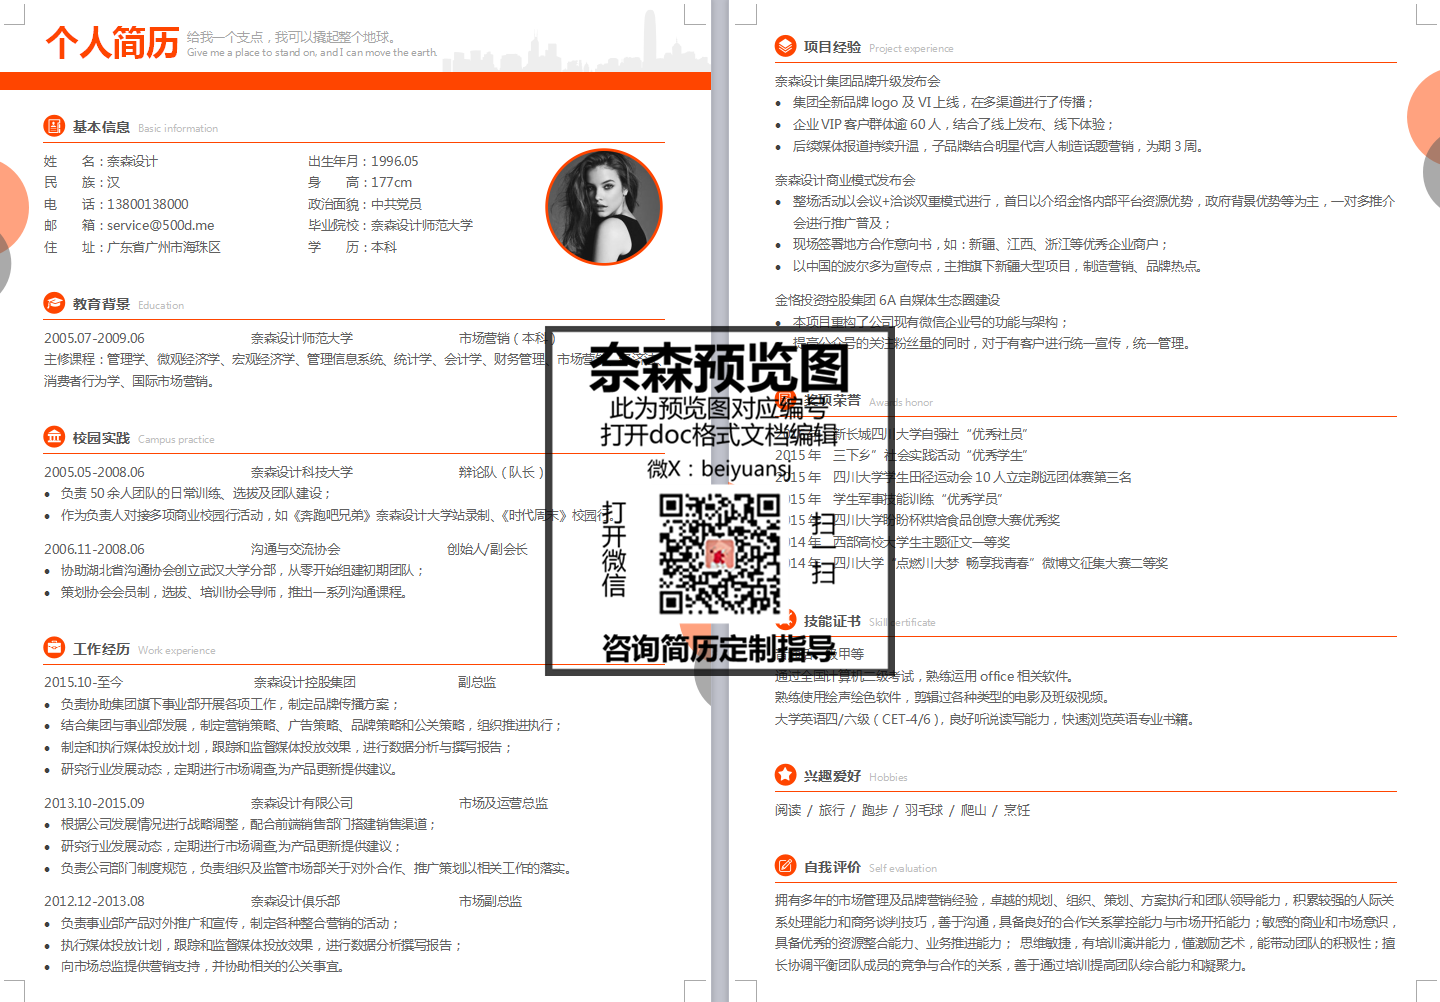 个人简历
给我一个支点，我可以撬起整个地球。
Give me a place to stand on, and I can move the earth.
基本信息 Basic information
姓 名：奈森设计 出生年月：1996.05
民 族：汉 身 高：177cm
电 话：13800138000 政治面貌：中共党员
邮 箱：service@500d.me 毕业院校：奈森设计师范大学
住 址：广东省广州市海珠区 学 历：本科
教育背景 Education
2005.07-2009.06 奈森设计师范大学 市场营销（本科）
主修课程：管理学、微观经济学、宏观经济学、管理信息系统、统计学、会计学、财务管理、市场营销、经济法、
消费者行为学、国际市场营销。
校园实践 Campus practice
2005.05-2008.06 奈森设计科技大学 辩论队（队长）
● 负责 50 余人团队的日常训练、选拔及团队建设；
● 作为负责人对接多项商业校园行活动，如《奔跑吧兄弟》奈森设计大学站录制、《时代周末》校园行。
2006.11-2008.06 沟通与交流协会 创始人/副会长
● 协助湖北省沟通协会创立武汉大学分部，从零开始组建初期团队；
● 策划协会会员制，选拔、培训协会导师，推出一系列沟通课程。
工作经历 Work experience
2015.10-至今 奈森设计控股集团 副总监
● 负责协助集团旗下事业部开展各项工作，制定品牌传播方案；
● 结合集团与事业部发展，制定营销策略、广告策略、品牌策略和公关策略，组织推进执行；
● 制定和执行媒体投放计划，跟踪和监督媒体投放效果，进行数据分析与撰写报告；
● 研究行业发展动态，定期进行市场调查,为产品更新提供建议。
2013.10-2015.09 奈森设计有限公司 市场及运营总监
● 根据公司发展情况进行战略调整，配合前端销售部门搭建销售渠道；
● 研究行业发展动态，定期进行市场调查,为产品更新提供建议；
● 负责公司部门制度规范，负责组织及监管市场部关于对外合作、推广策划以相关工作的落实。
2012.12-2013.08 奈森设计俱乐部 市场副总监
● 负责事业部产品对外推广和宣传，制定各种整合营销的活动；
● 执行媒体投放计划，跟踪和监督媒体投放效果，进行数据分析撰写报告；
● 向市场总监提供营销支持，并协助相关的公关事宜。
项目经验 Project experience
奈森设计集团品牌升级发布会
● 集团全新品牌 logo 及 VI 上线，在多渠道进行了传播；
● 企业 VIP 客户群体逾 60 人，结合了线上发布、线下体验；
● 后续媒体报道持续升温，子品牌结合明星代言人制造话题营销，为期 3 周。
奈森设计商业模式发布会
● 整场活动以会议+洽谈双重模式进行，首日以介绍金恪内部平台资源优势，政府背景优势等为主，一对多推介
会进行推广普及；
● 现场签署地方合作意向书，如：新疆、江西、浙江等优秀企业商户；
● 以中国的波尔多为宣传点，主推旗下新疆大型项目，制造营销、品牌热点。
金恪投资控股集团 6A 自媒体生态圈建设
● 本项目重构了公司现有微信企业号的功能与架构；
提高公众号的关注粉丝量的同时，对于有客户进行统一宣传，统一管理。
奖项荣誉 Awards honor
新长城四川大学自强社“优秀社员”
2015 年 三下乡”社会实践活动“优秀学生”
2015 年 四川大学学生田径运动会 10 人立定跳远团体赛第三名
2015 年 学生军事技能训练“优秀学员”
2015 年 四川大学盼盼杯烘焙食品创意大赛优秀奖
2014 年 西部高校大学生主题征文一等奖
2014 年 四川大学“点燃川大梦 畅享我青春”微博文征集大赛二等奖
技能证书 Skill certificate
级甲等
通过全国计算机二级考试，熟练运用 office 相关软件。
熟练使用绘声绘色软件，剪辑过各种类型的电影及班级视频。
大学英语四/六级（CET-4/6），良好听说读写能力，快速浏览英语专业书籍。
兴趣爱好 Hobbies
阅读 / 旅行 / 跑步 / 羽毛球 / 爬山 / 烹饪
自我评价 Self evaluation
拥有多年的市场管理及品牌营销经验，卓越的规划、组织、策划、方案执行和团队领导能力，积累较强的人际关
系处理能力和商务谈判技巧，善于沟通，具备良好的合作关系掌控能力与市场开拓能力；敏感的商业和市场意识，
具备优秀的资源整合能力、业务推进能力； 思维敏捷，有培训演讲能力，懂激励艺术，能带动团队的积极性；擅
长协调平衡团队成员的竞争与合作的关系，善于通过培训提高团队综合能力和凝聚力。
奈森预览图
此为预览图对应编号
打开doc格式文档编辑
微X：beiyuansj
打开微信
扫一扫
咨询简历定制指导